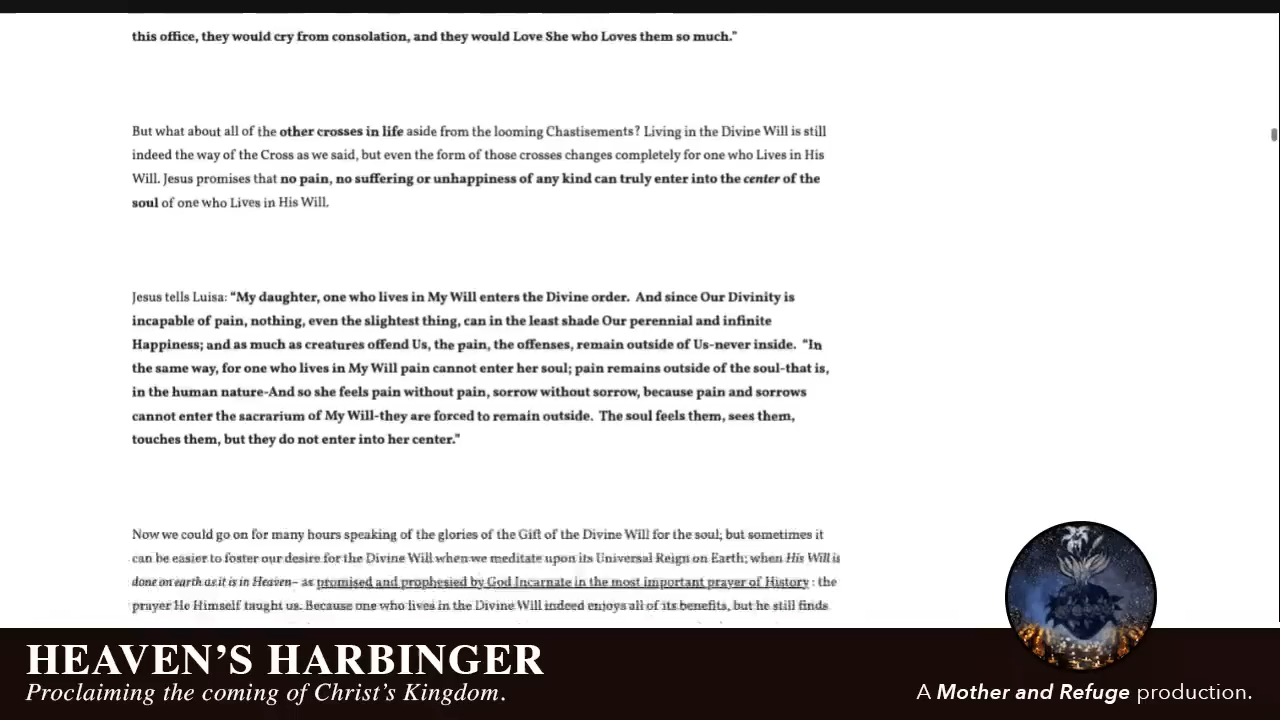 this office, they would cry from consolation, and they would Love She who Loves them so much."
But what about all of the other crosses in life aside from the looming Chastisements? Living in the Divine Will is still
indeed the way of the Cross as we said, but even the form of those crosses changes completely for one who Lives in His
Will. Jesus promises that no pain, no suffering or unhappiness of any kind can truly enter into the center of the
soul of one who Lives in His Will.
Jesus tells Luisa: "My daughter, one who lives in My Will enters the Divine order. And since Our Divinity is
incapable of pain, nothing, even the slightest thing, can in the least shade Our perennial and infinite
Happiness; and as much as creatures offend Us, the pain, the offenses, remain outside of Us-never inside. "In
the same way, for one who lives in My Will pain cannot enter her soul; pain remains outside of the soul-that is,
in the human nature-And so she feels pain without pain, sorrow without sorrow, because pain and sorrows
cannot enter the sacrarium of My Will-they are forced to remain outside. The soul feels them, sees them,
touches them, but they do not enter into her center."
Now we could go on for many hours speaking of the glories of the Gift of the Divine Will for the soul; but sometimes it
can be easier to foster our desire for the Divine Will when we meditate upon its Universal Reign on Earth; when His Will is
done on earth as it is in Heaven– as promised and prophesied by God Incarnate in the most important prayer of History : the
prayer He Himself taught us. Because one who lives in the Divine Will indeed enjoys all of its benefits, but he still finds
HEAVEN'S HARBINGER
Proclaiming the coming of Christ's Kingdom.
A Mother and Refuge production.